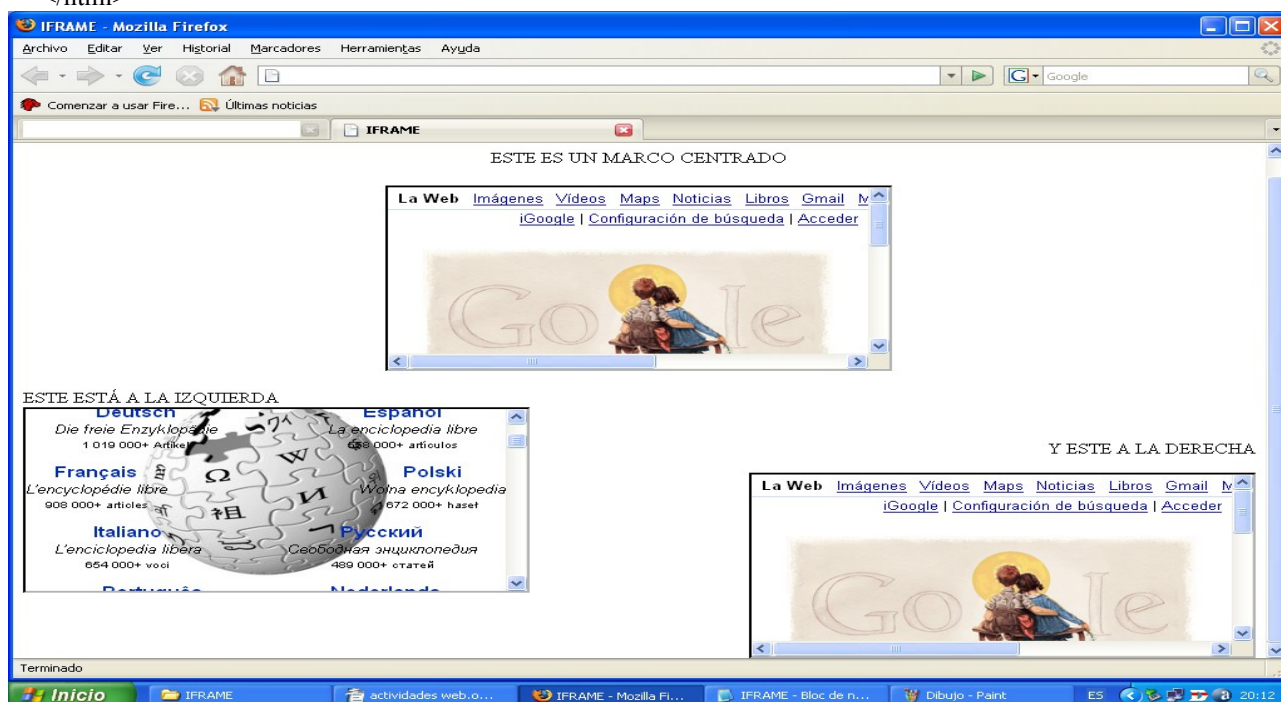 </html>
IFRAME - Mozilla Firefox
Archivo Editar Ver Historial Marcadores Herramientas Ayuda
Google
Comenzar a usar Fire... Últimas noticias
IFRAME
ESTE ES UN MARCO CENTRADO
La Web Imágenes Vídeos Maps Noticias Libros Gmail M
iGoogle | Configuración de búsqueda | Acceder
Google
ESTE ESTÁ A LA IZQUIERDA
Deutsch Español
Die freie Enzyklopädie La enciclopedia libre
1 019 000+ Artikel 000+ artículos
Y ESTE A LA DERECHA
Français Polski
L'encyclopédie libre Wolna encyklopedia
908 000+ articles 672 000+ haseł
La Web Imágenes Vídeos Maps Noticias Libros Gmail M
iGoogle | Configuración de búsqueda | Acceder
Italiano Русский
L'enciclopedia libera Свободная энциклопедия
654 000+ voci 489 000+ статей
Português Nederlands
Google
Terminado
Inicio IFRAME actividades web.o... IFRAME - Mozilla Fi... IFRAME - Bloc de n... Dibujo - Paint ES 20:12